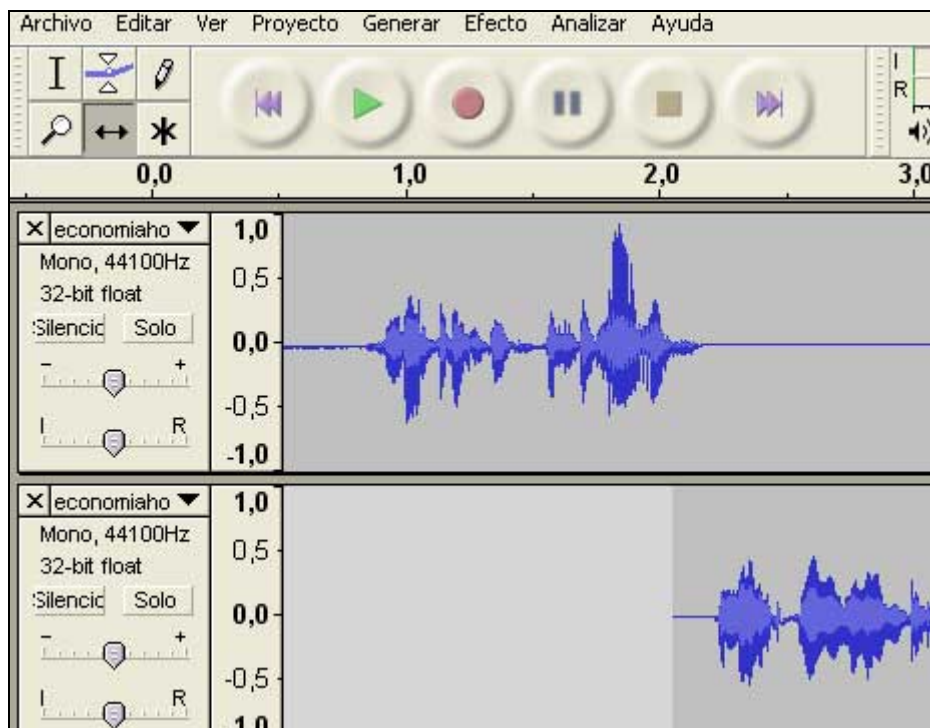 Archivo Editar Ver Proyecto Generar Efecto Analizar Ayuda
I
R
0,0 1,0 2,0 3,0
economiaho
Mono, 44100Hz
32-bit float
Silencio Solo
- +
I R
1,0
0,5
0,0
-0,5
-1,0
economiaho
Mono, 44100Hz
32-bit float
Silencio Solo
- +
I R
1,0
0,5
0,0
-0,5
-1,0